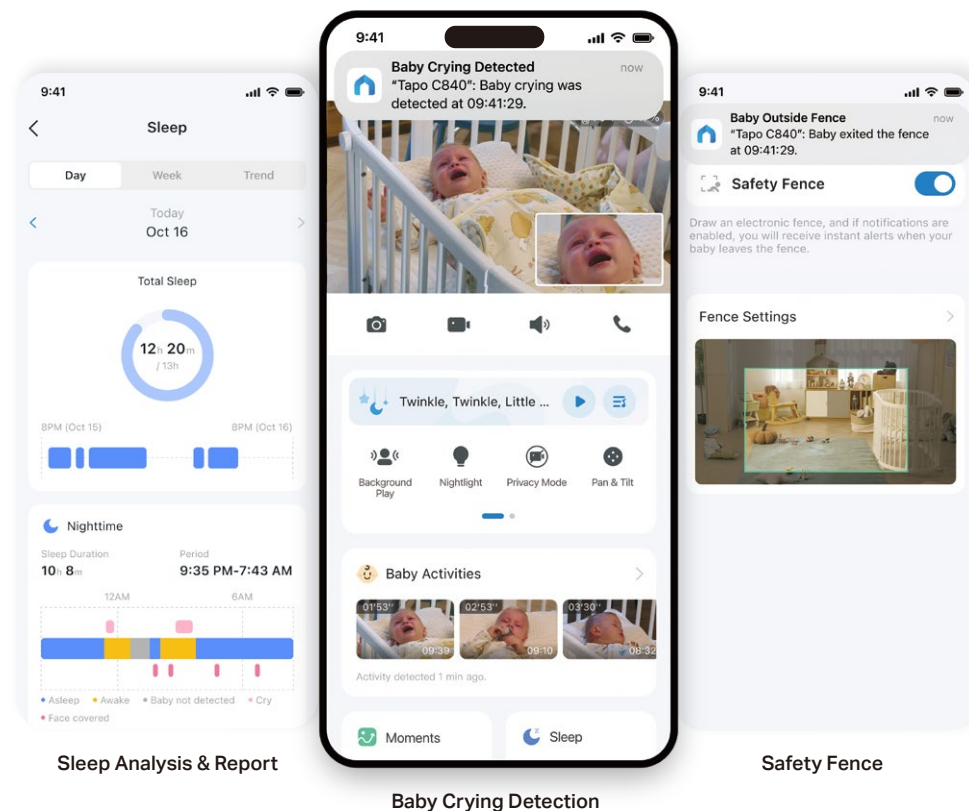 9:41
Sleep
Day
Week
Trend
Today
Oct 16
Total Sleep
12h 20m
/ 13h
8PM (Oct 15)
8PM (Oct 16)
Nighttime
Sleep Duration
Period
10h 8m
9:35 PM-7:43 AM
12AM
6AM
Asleep
Awake
Baby not detected
Cry
Face covered
Sleep Analysis & Report
9:41
Baby Crying Detected
now
"Tapo C840": Baby crying was
detected at 09:41:29.
Twinkle, Twinkle, Little ...
Background
Play
Nightlight
Privacy Mode
Pan & Tilt
Baby Activities
01'53''
09:39
02'53''
09:10
03'30''
08:32
Activity detected 1 min ago.
Moments
Sleep
Baby Crying Detection
9:41
Baby Outside Fence
now
"Tapo C840": Baby exited the fence
at 09:41:29.
Safety Fence
Draw an electronic fence, and if notifications are
enabled, you will receive instant alerts when your
baby leaves the fence.
Fence Settings
Safety Fence